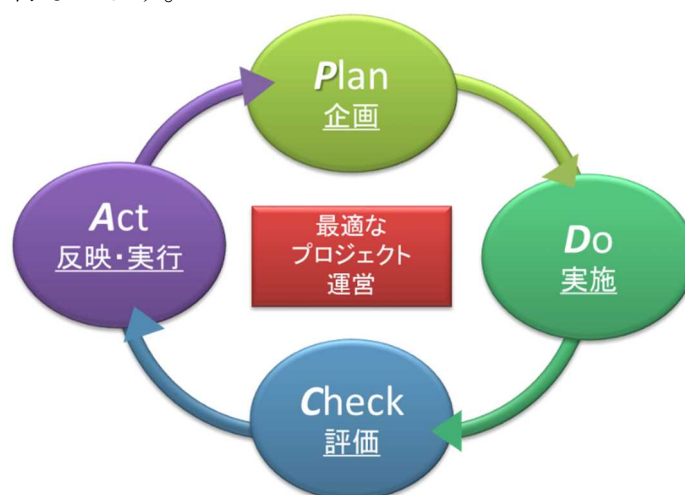 Plan
企画
Do
実施
Check
評価
Act
反映・実行
最適な
プロジェクト
運営